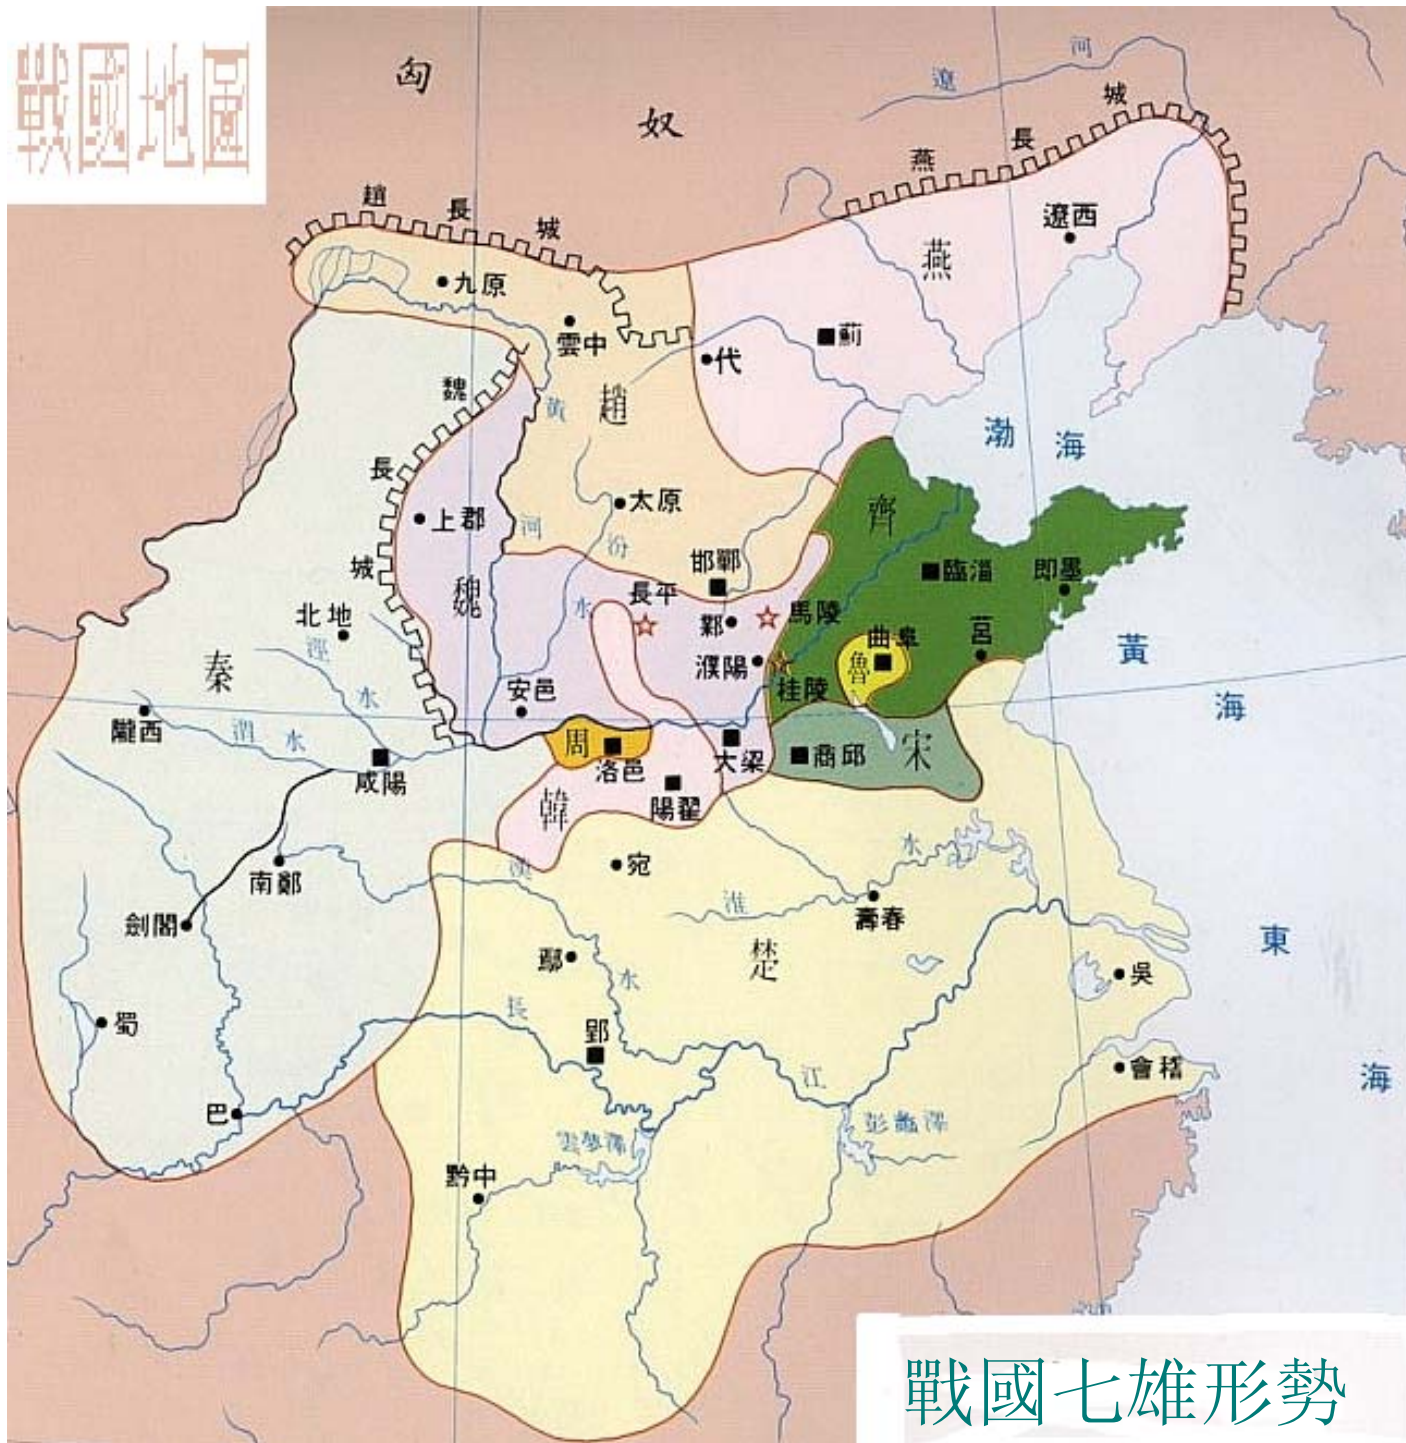 戰國地圖
匈奴
遼河
燕長城
趙長城
遼西
燕
九原
雲中
薊
代
趙
魏長城
黃河
渤海
太原
上郡
汾水
齊
邯鄲
臨淄
即墨
長平
馬陵
鄴
魏
北地
涇水
秦
濮陽
桂陵
曲阜
魯
莒
黃海
安邑
隴西
渭水
咸陽
周
洛邑
大梁
商邱
宋
陽翟
韓
南鄭
宛
漢水
淮水
壽春
劍閣
鄢
楚
東海
吳
蜀
長江
郢
會稽
巴
雲夢澤
彭蠡澤
黔中
戰國七雄形勢